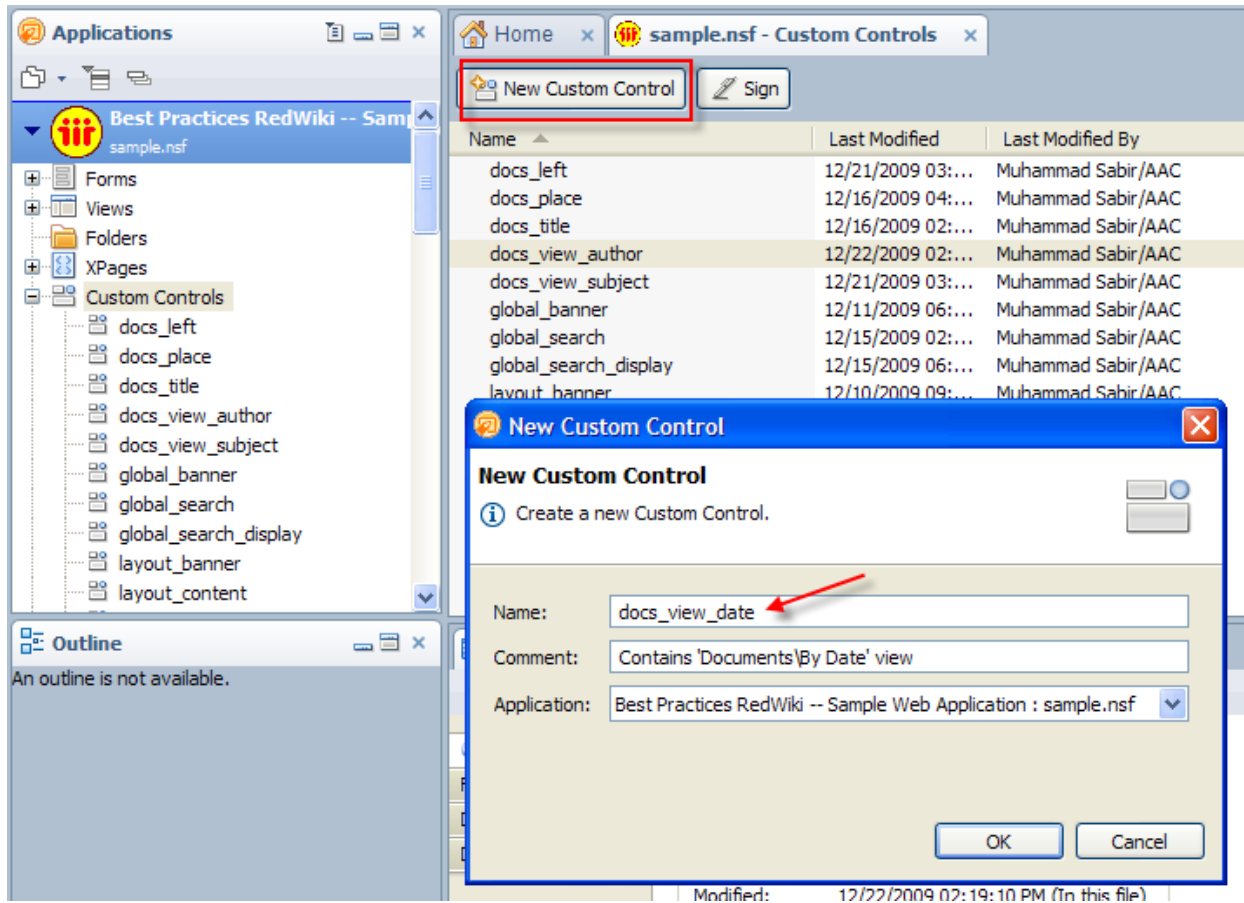 Applications
Best Practices RedWiki -- Sam
sample.nsf
Forms
Views
Folders
XPages
Custom Controls
docs_left
docs_place
docs_title
docs_view_author
docs_view_subject
global_banner
global_search
global_search_display
layout_banner
layout_content
Outline
An outline is not available.
Home
sample.nsf - Custom Controls
New Custom Control
Sign
Name Last Modified Last Modified By
docs_left 12/21/2009 03:... Muhammad Sabir/AAC
docs_place 12/16/2009 04:... Muhammad Sabir/AAC
docs_title 12/16/2009 02:... Muhammad Sabir/AAC
docs_view_author 12/22/2009 02:... Muhammad Sabir/AAC
docs_view_subject 12/21/2009 03:... Muhammad Sabir/AAC
global_banner 12/11/2009 06:... Muhammad Sabir/AAC
global_search 12/15/2009 02:... Muhammad Sabir/AAC
global_search_display 12/15/2009 06:... Muhammad Sabir/AAC
layout_banner 12/10/2009 09:... Muhammad Sabir/AAC
New Custom Control
New Custom Control
Create a new Custom Control.
Name: docs_view_date
Comment: Contains 'Documents\By Date' view
Application: Best Practices RedWiki -- Sample Web Application : sample.nsf
OK Cancel
Modified: 12/22/2009 02:19:10 PM (In this file)